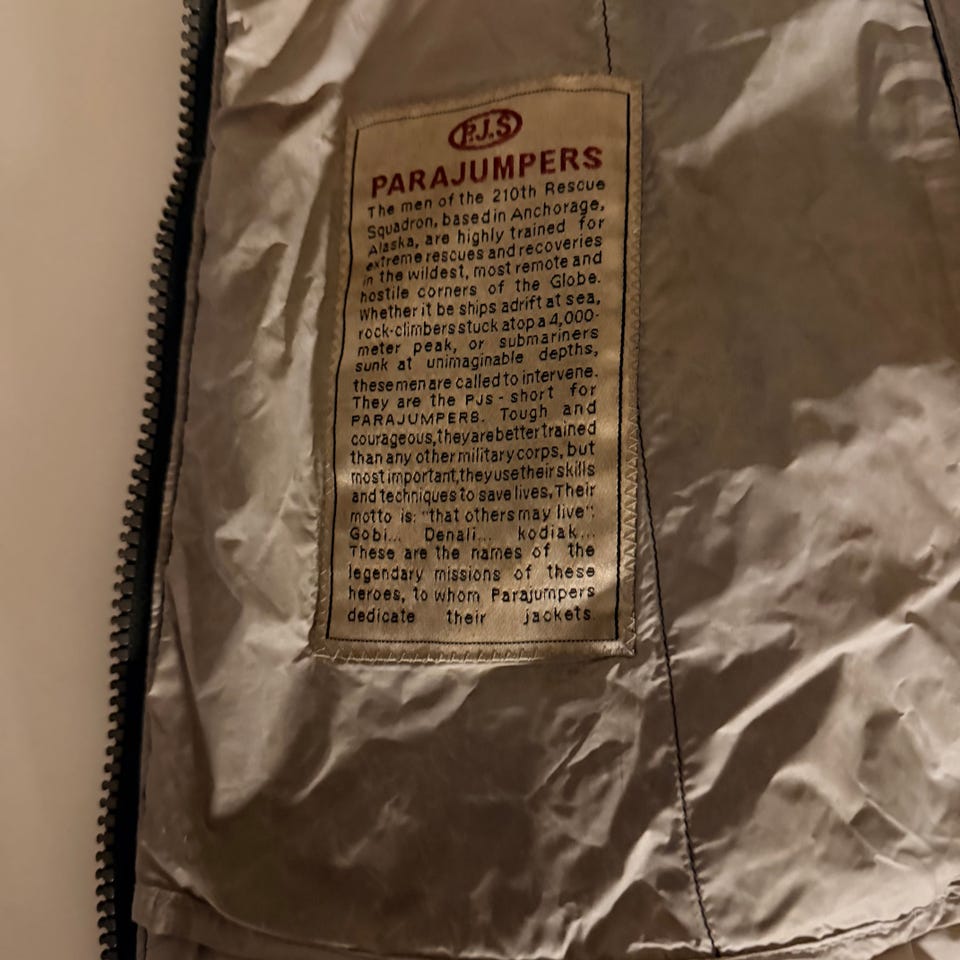 P.J.S
PARAJUMPERS
The men of the 210th Rescue
Squadron, based in Anchorage,
Alaska, are highly trained for
extreme rescues and recoveries
in the wildest, most remote and
hostile corners of the Globe.
Whether it be ships adrift at sea,
rock-climbers stuck atop a 4,000-
meter peak, or submariners
sunk at unimaginable depths,
these men are called to intervene.
They are the PJs - short for
PARAJUMPERS. Tough and
courageous, they are better trained
than any other military corps, but
most important, they use their skills
and techniques to save lives. Their
motto is: "that others may live":
Gobi... Denali... kodiak...
These are the names of the
legendary missions of these
heroes, to whom Parajumpers
dedicate their jackets.